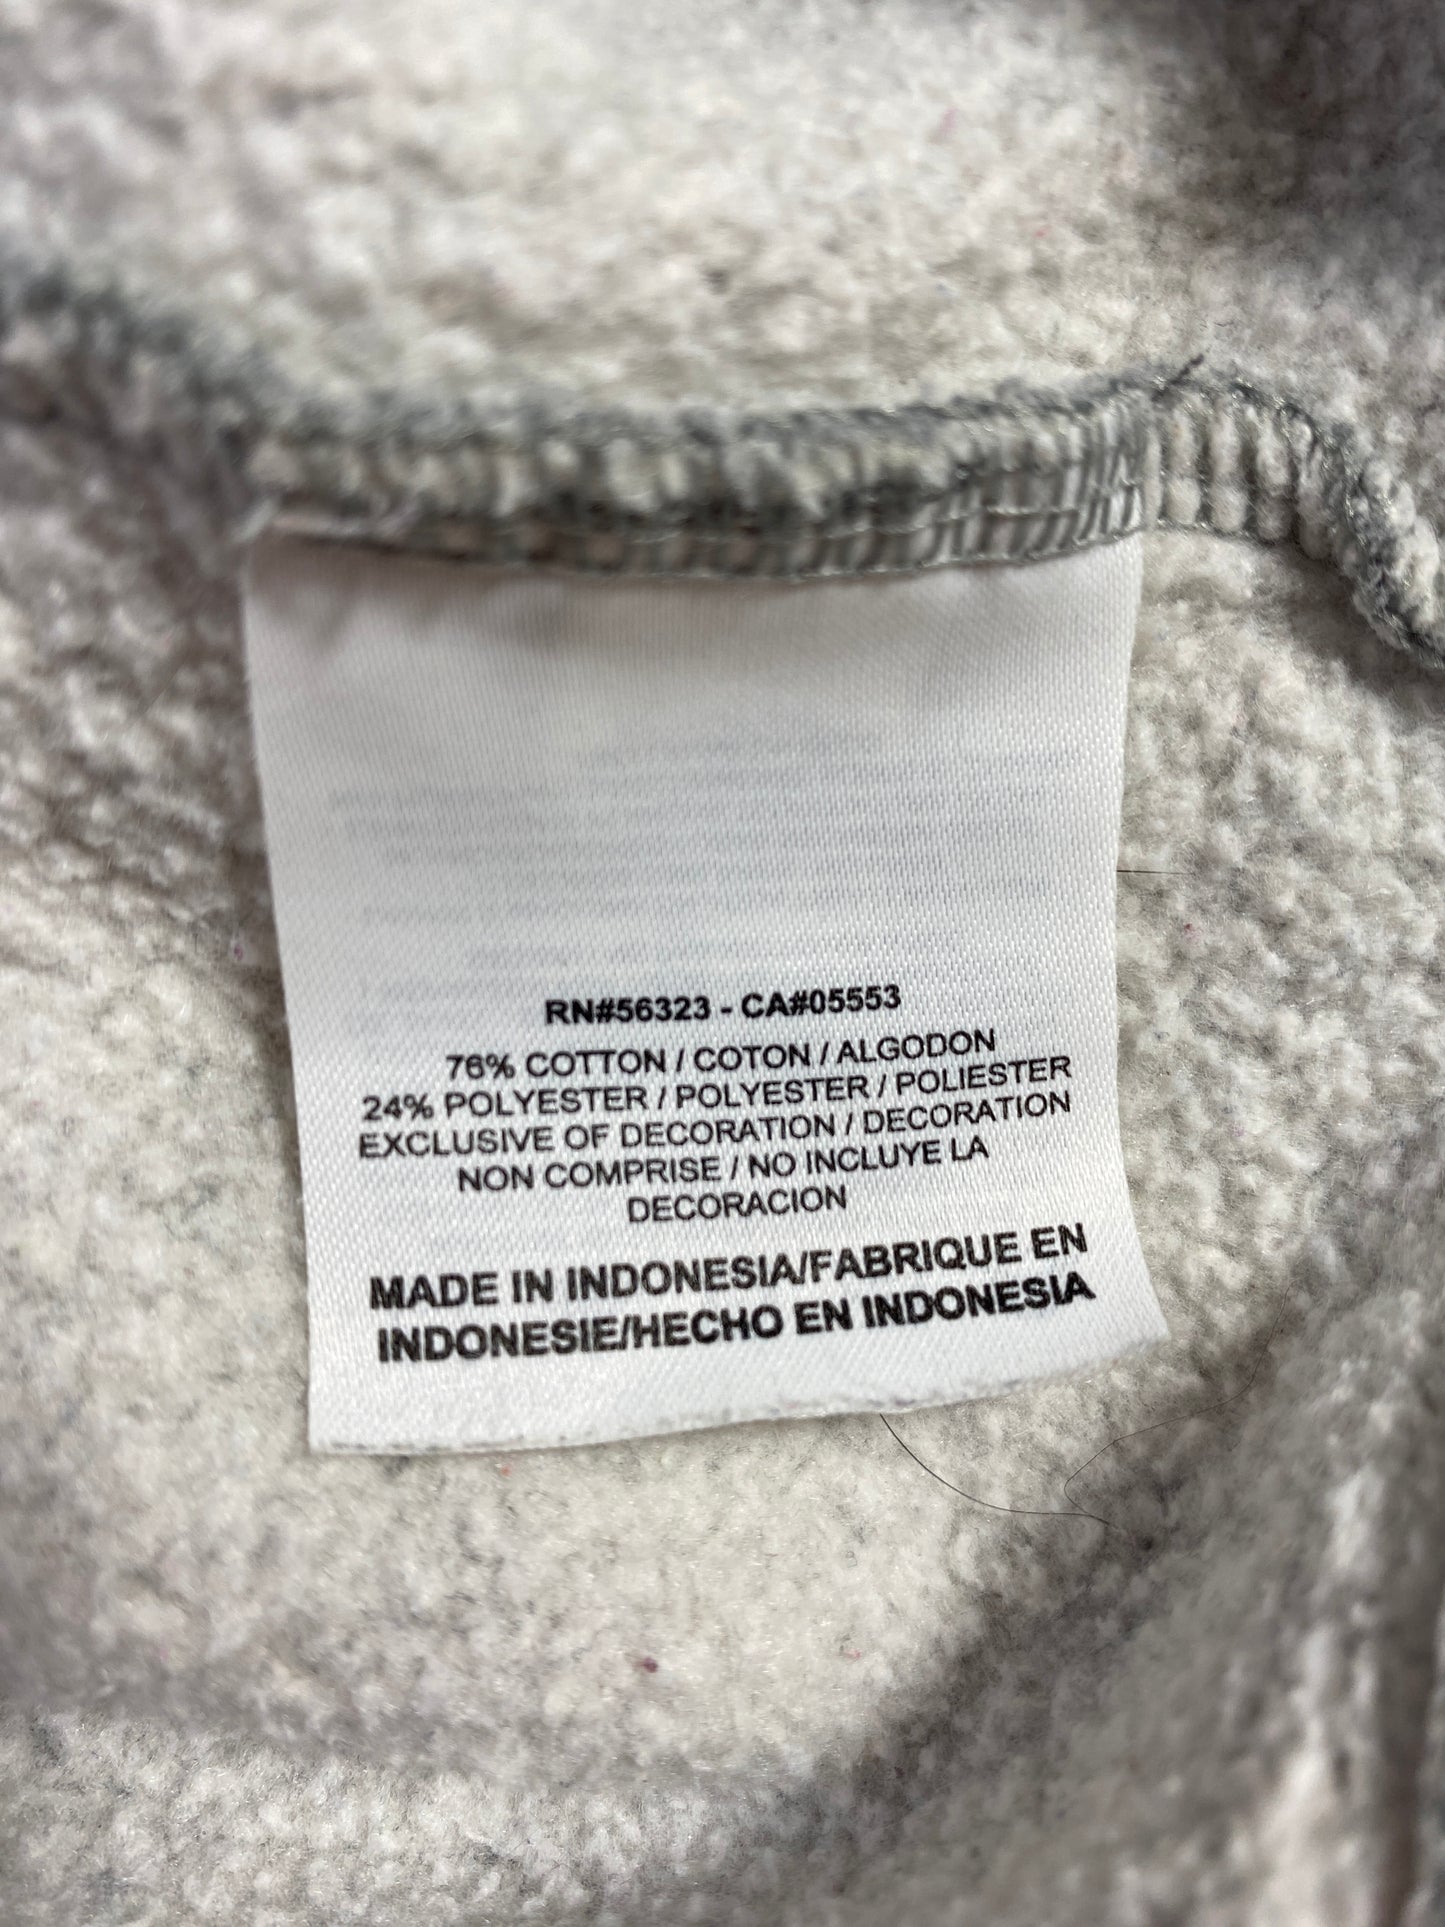 RN#56323 - CA#05553
76% COTTON / COTON / ALGODON
24% POLYESTER / POLYESTER / POLIESTER
EXCLUSIVE OF DECORATION / DECORATION
NON COMPRISE / NO INCLUYE LA
DECORACION
MADE IN INDONESIA/FABRIQUE EN
INDONESIE/HECHO EN INDONESIA